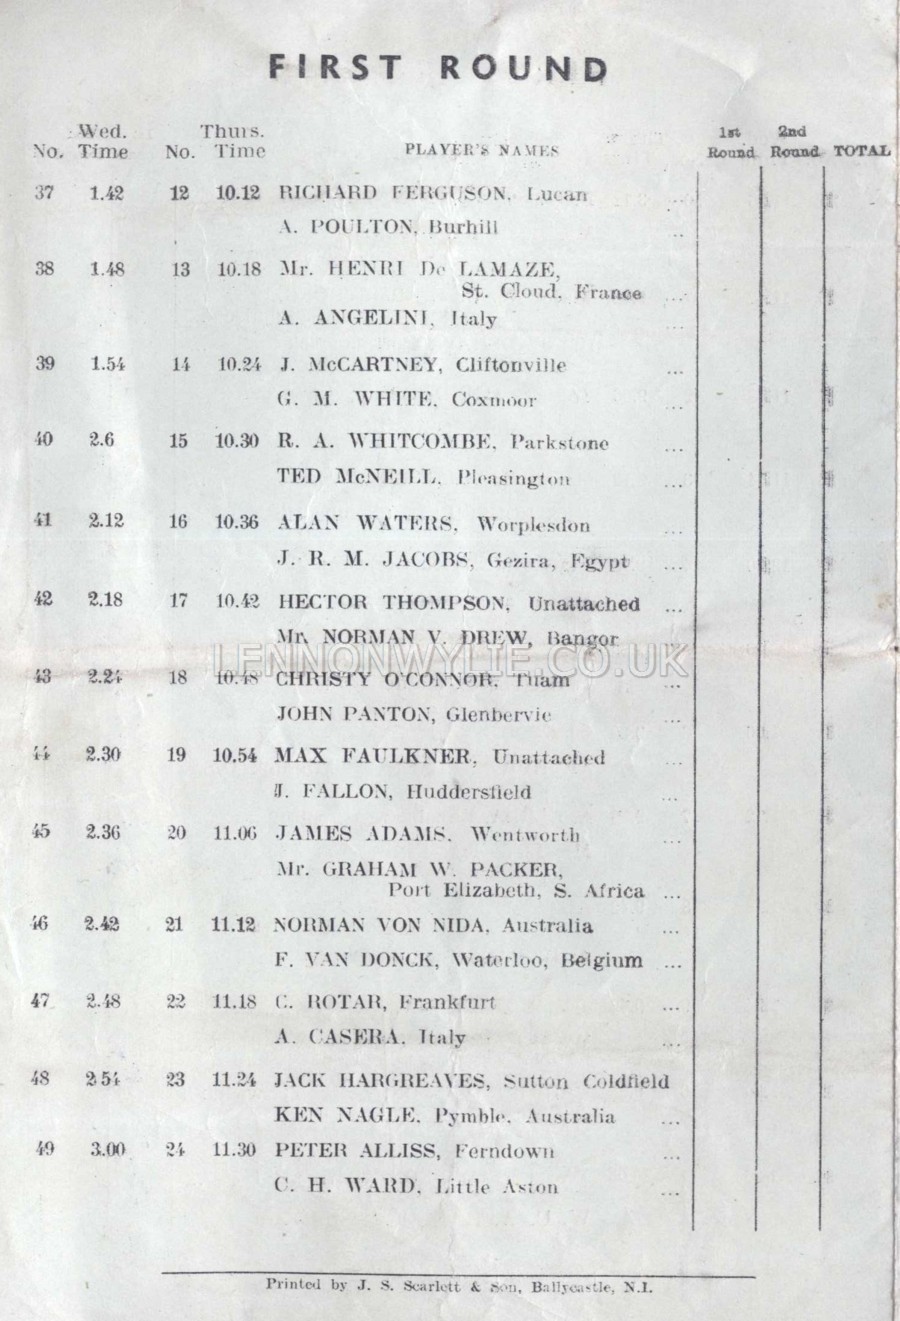 FIRST ROUND
Wed. Thurs. 1st 2nd
No. Time No. Time PLAYER'S NAMES Round Round TOTAL
37 1.42 12 10.12 RICHARD FERGUSON, Lucan
A. POULTON, Burhill ..
38 1.48 13 10.18 Mr. HENRI De LAMAZE,
St. Cloud, France ...
A. ANGELINI, Italy ...
39 1.54 14 10.24 J. McCARTNEY, Cliftonville ...
G. M. WHITE, Coxmoor ...
40 2.6 15 10.30 R. A. WHITCOMBE, Parkstone ...
TED McNEILL, Pleasington ...
41 2.12 16 10.36 ALAN WATERS, Worplesdon ...
J. R. M. JACOBS, Gezira, Egypt ...
42 2.18 17 10.42 HECTOR THOMPSON, Unattached ...
Mr. NORMAN V. DREW, Bangor
LENNONWYLIE.CO.UK
43 2.24 18 10.48 CHRISTY O'CONNOR, Tuam ...
JOHN PANTON, Glenbervie ...
44 2.30 19 10.54 MAX FAULKNER, Unattached ...
J. FALLON, Huddersfield ...
45 2.36 20 11.06 JAMES ADAMS, Wentworth ...
Mr. GRAHAM W. PACKER,
Port Elizabeth, S. Africa ...
46 2.42 21 11.12 NORMAN VON NIDA, Australia ...
F. VAN DONCK, Waterloo, Belgium ...
47 2.48 22 11.18 C. ROTAR, Frankfurt ...
A. CASERA, Italy ...
48 2 54 23 11.24 JACK HARGREAVES, Sutton Coldfield
KEN NAGLE, Pymble, Australia ...
49 3.00 24 11.30 PETER ALLISS, Ferndown ...
C. H. WARD, Little Aston ...
Printed by J. S. Scarlett & Son, Ballycastle, N.I.